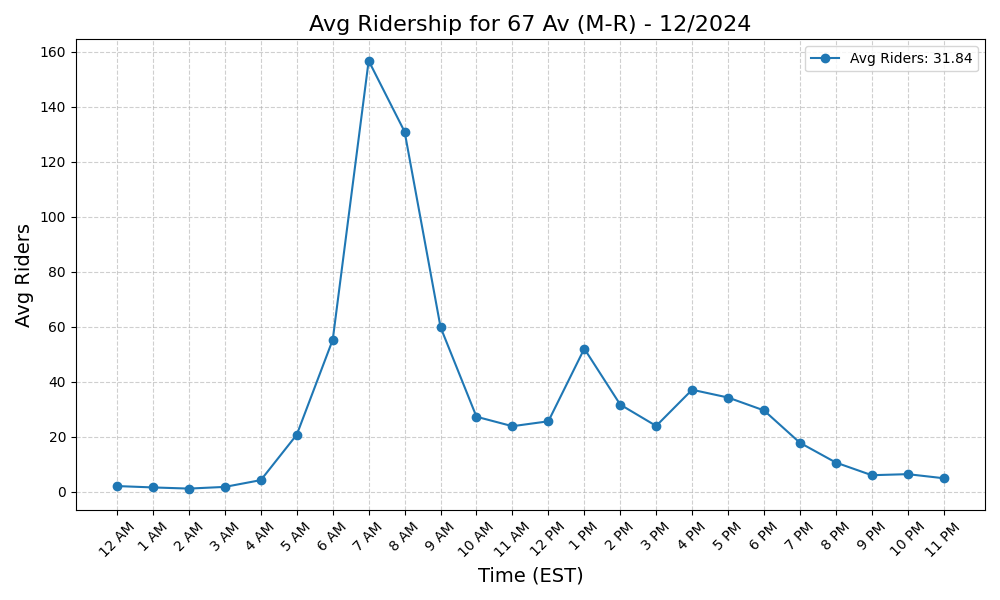 Avg Ridership for 67 Av (M-R) - 12/2024
Avg Riders: 31.84
Avg Riders
160
140
120
100
80
60
40
20
0
12 AM
1 AM
2 AM
3 AM
4 AM
5 AM
6 AM
7 AM
8 AM
9 AM
10 AM
11 AM
12 PM
1 PM
2 PM
3 PM
4 PM
5 PM
6 PM
7 PM
8 PM
9 PM
10 PM
11 PM
Time (EST)